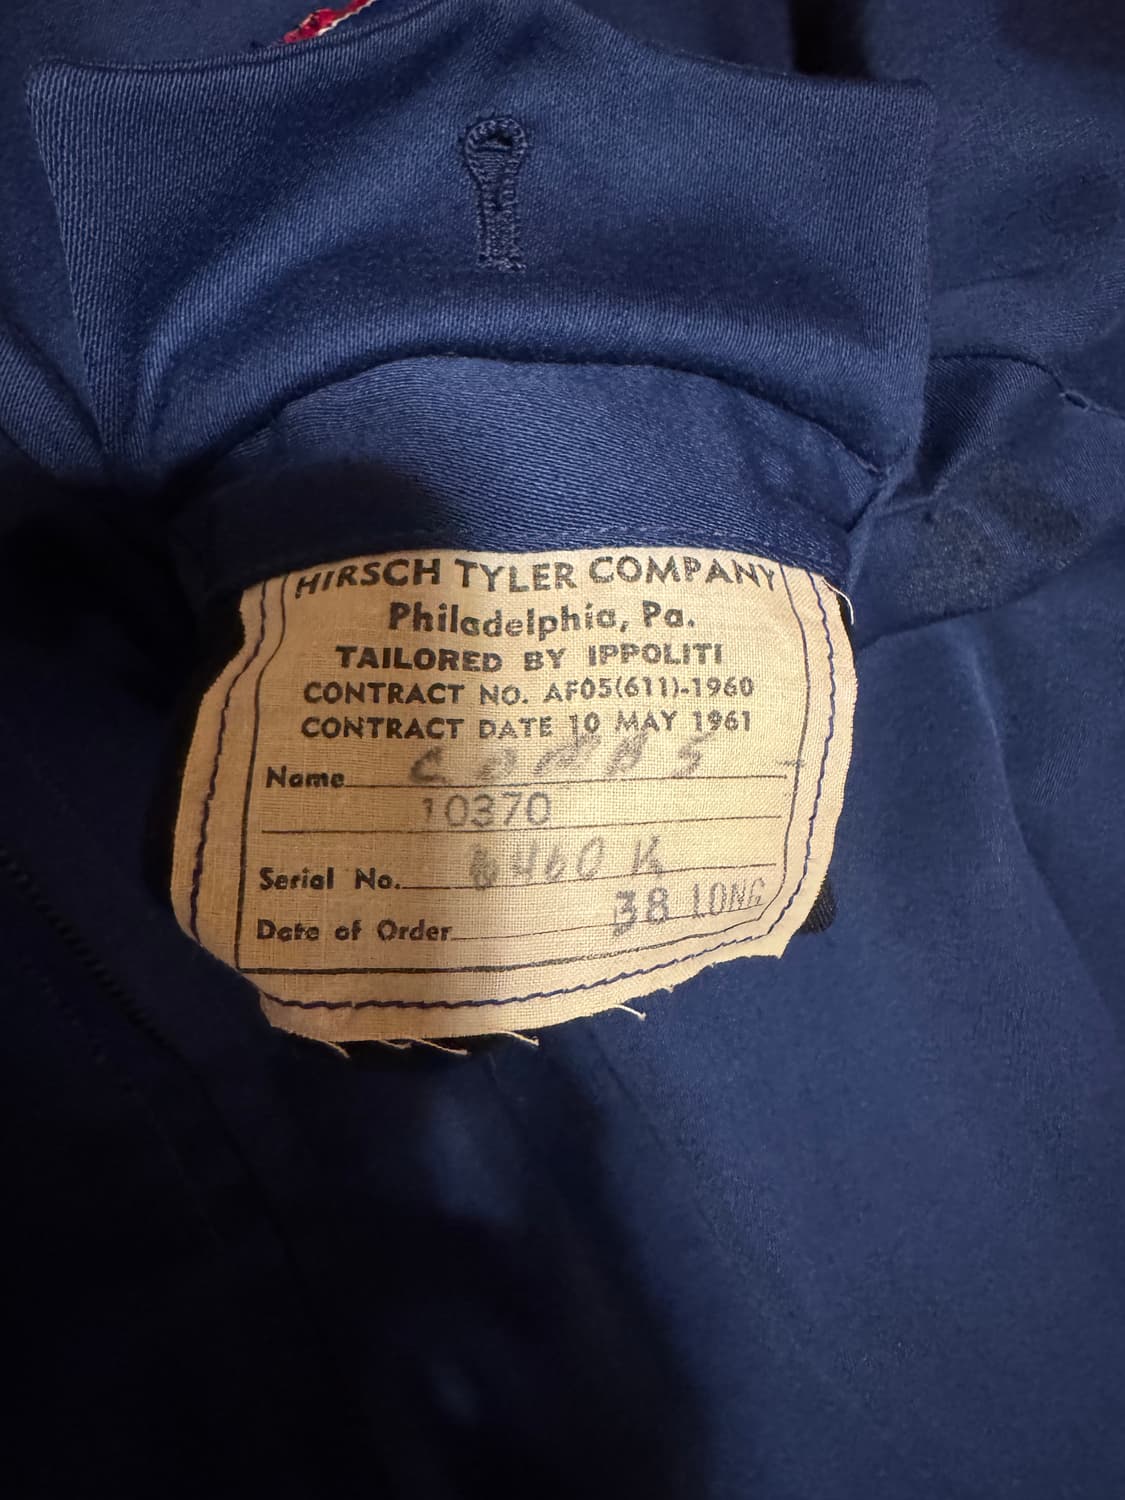 HIRSCH TYLER COMPANY
Philadelphia, Pa.
TAILORED BY IPPOLITI
CONTRACT NO. AF05(611)-1960
CONTRACT DATE 10 MAY 1961
Name
10370
Serial No. 6460 K
Date of Order 38 LONG